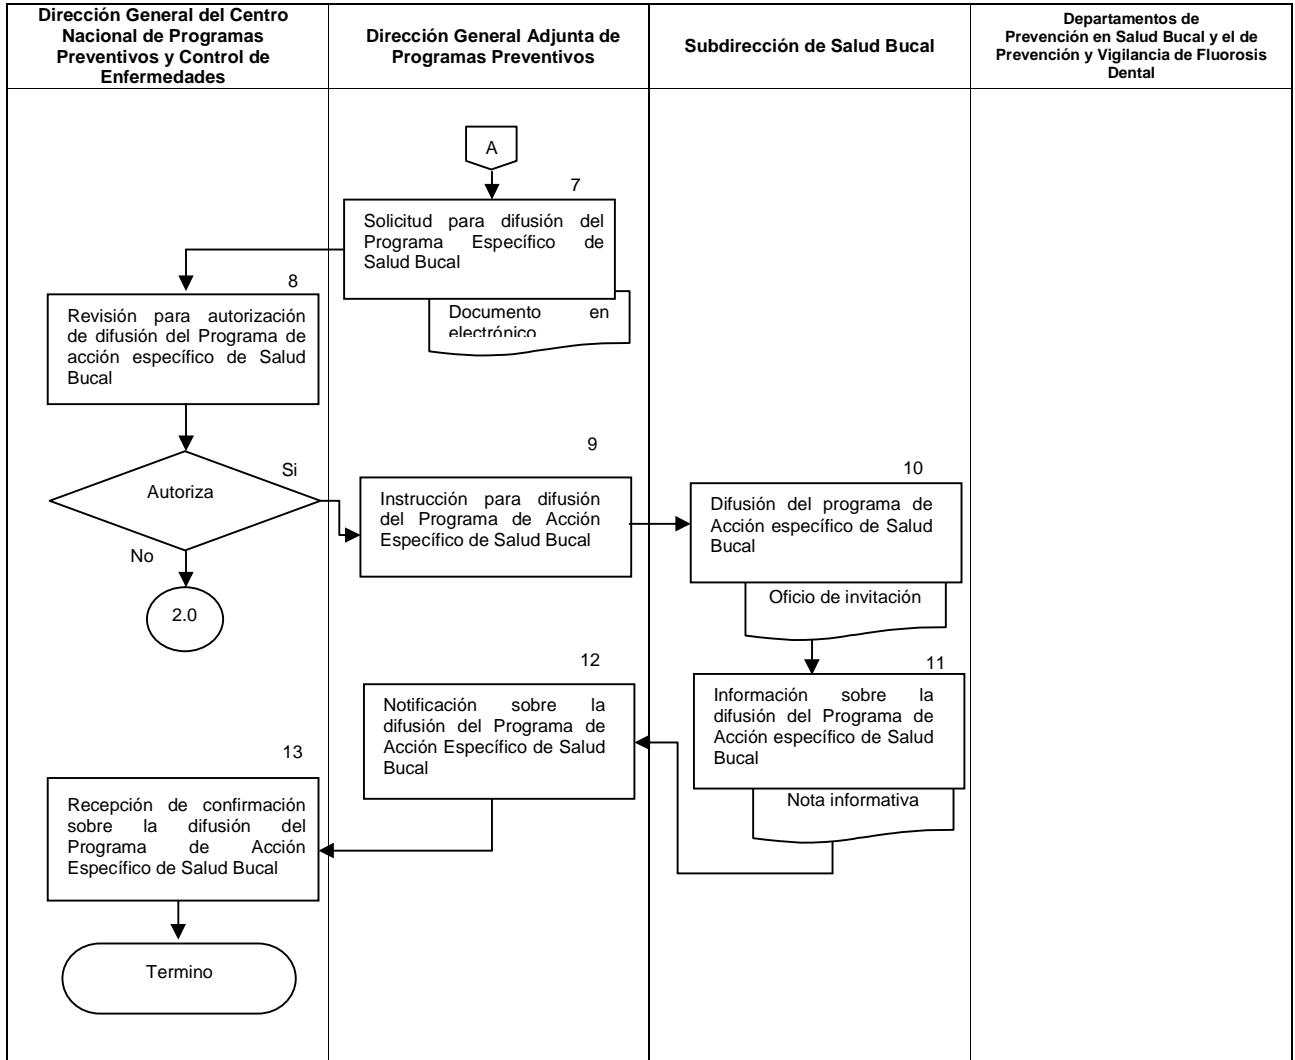 Dirección General del Centro
Nacional de Programas
Preventivos y Control de
Enfermedades
Dirección General Adjunta de
Programas Preventivos
Subdirección de Salud Bucal
Departamentos de
Prevención en Salud Bucal y el de
Prevención y Vigilancia de Fluorosis
Dental
A
7
Solicitud para difusión del
Programa Específico de
Salud Bucal
Documento en
electrónico
8
Revisión para autorización
de difusión del Programa de
acción específico de Salud
Bucal
Autoriza
Si
No
2.0
9
Instrucción para difusión
del Programa de Acción
Específico de Salud Bucal
10
Difusión del programa de
Acción específico de Salud
Bucal
Oficio de invitación
11
Información sobre la
difusión del Programa de
Acción específico de Salud
Bucal
Nota informativa
12
Notificación sobre la
difusión del Programa de
Acción Específico de Salud
Bucal
13
Recepción de confirmación
sobre la difusión del
Programa de Acción
Específico de Salud Bucal
Termino